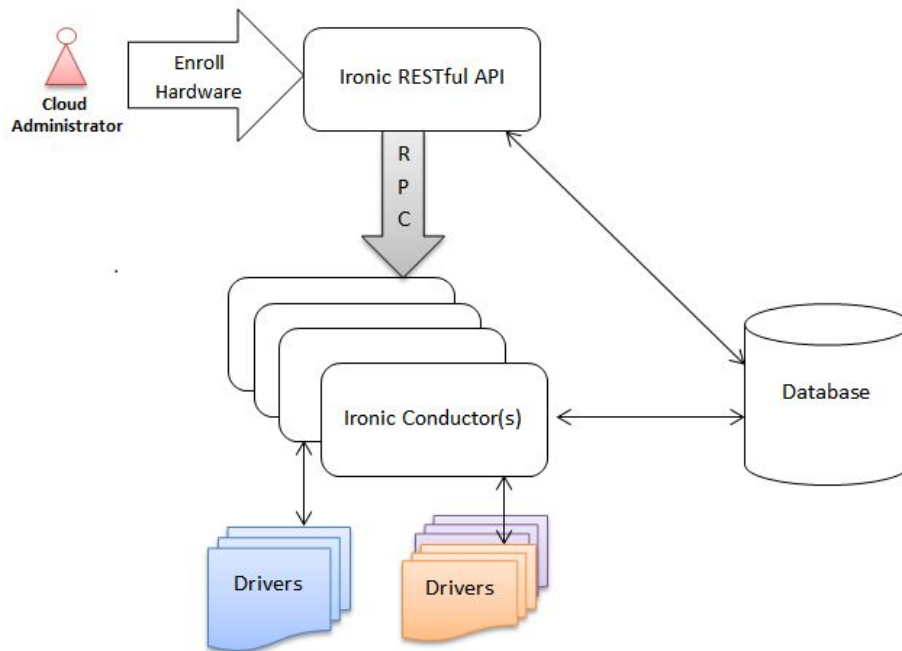 Enroll
Hardware
Ironic RESTful API
Cloud
Administrator
R
P
C
Ironic Conductor(s)
Database
Drivers
Drivers